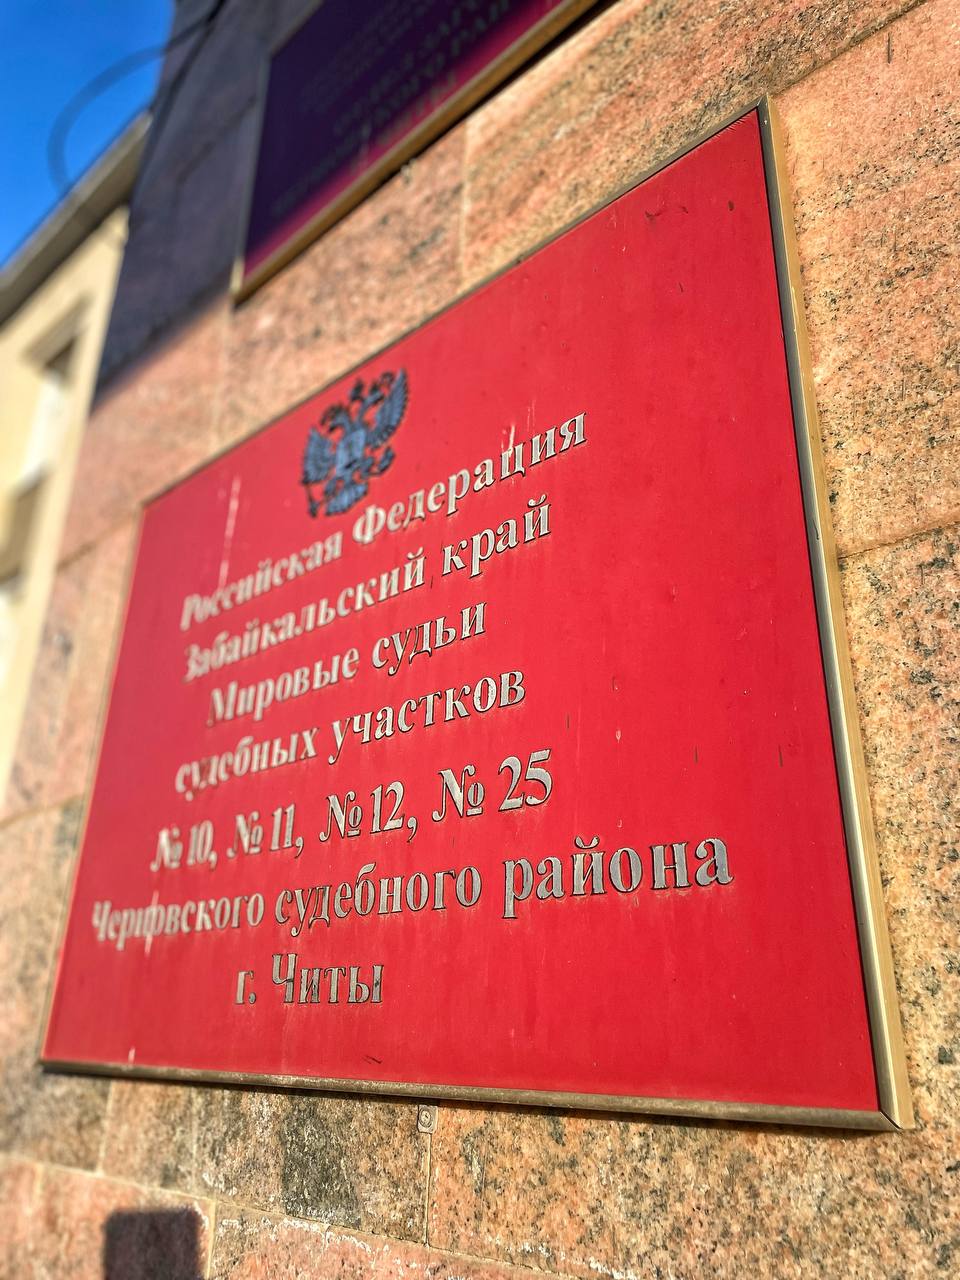 Российская Федерация
Забайкальский край
Мировые судьи
судебных участков
№ 10, № 11, № 12, № 25
Черновского судебного района
г. Читы